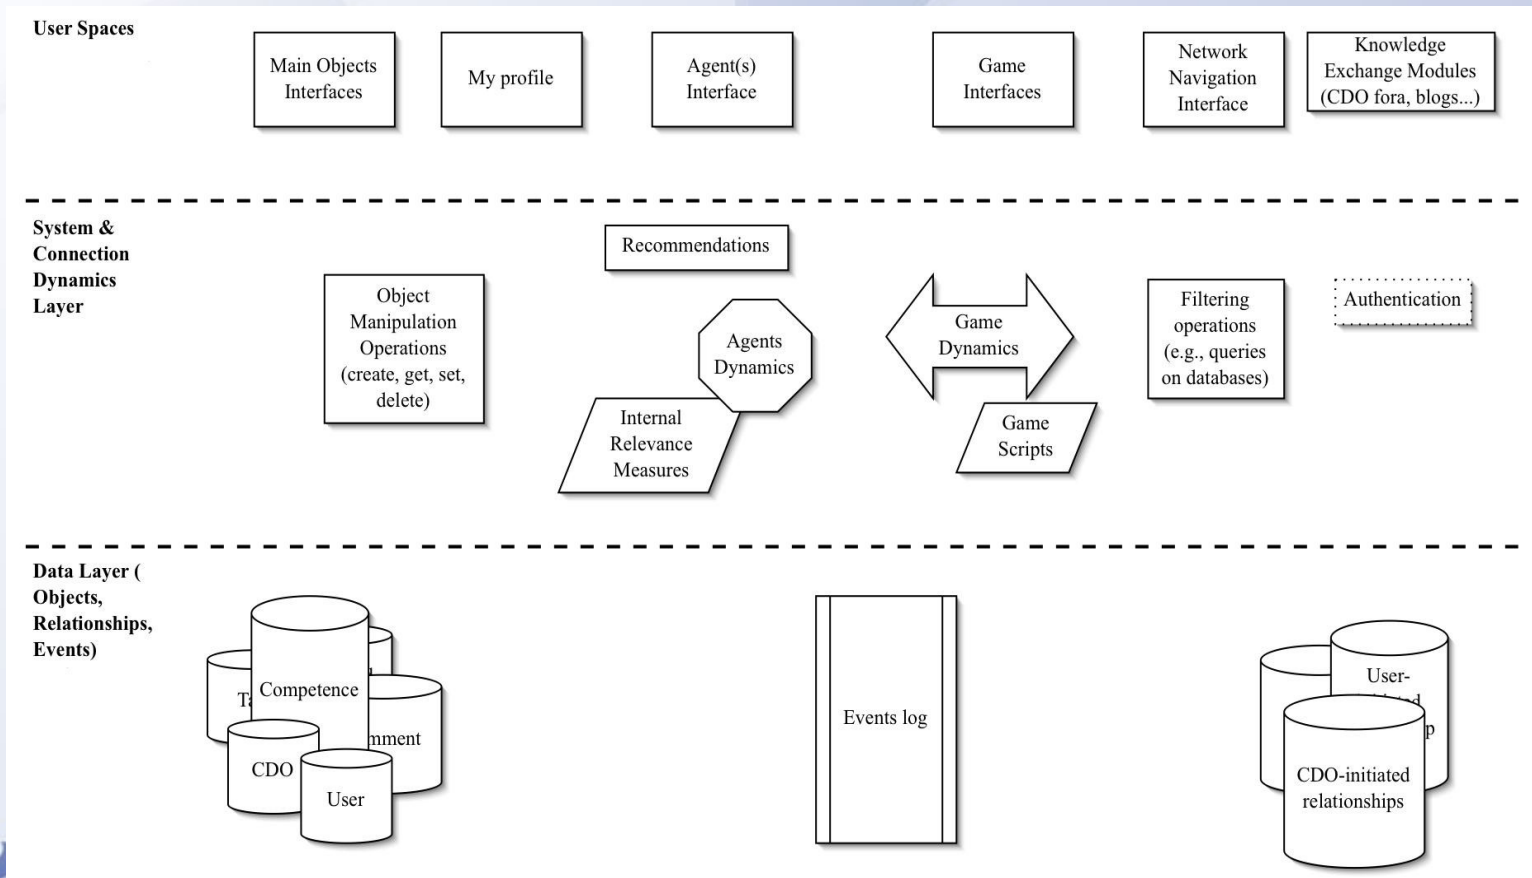 User Spaces
Main Objects
Interfaces
My profile
Agent(s)
Interface
Game
Interfaces
Network
Navigation
Interface
Knowledge
Exchange Modules
(CDO fora, blogs...)
System &
Connection
Dynamics
Layer
Recommendations
Object
Manipulation
Operations
(create, get, set,
delete)
Agents
Dynamics
Internal
Relevance
Measures
Game
Dynamics
Game
Scripts
Filtering
operations
(e.g., queries
on databases)
Authentication
Data Layer (
Objects,
Relationships,
Events)
Competence
CDO
User
Events log
User-
CDO-initiated
relationships